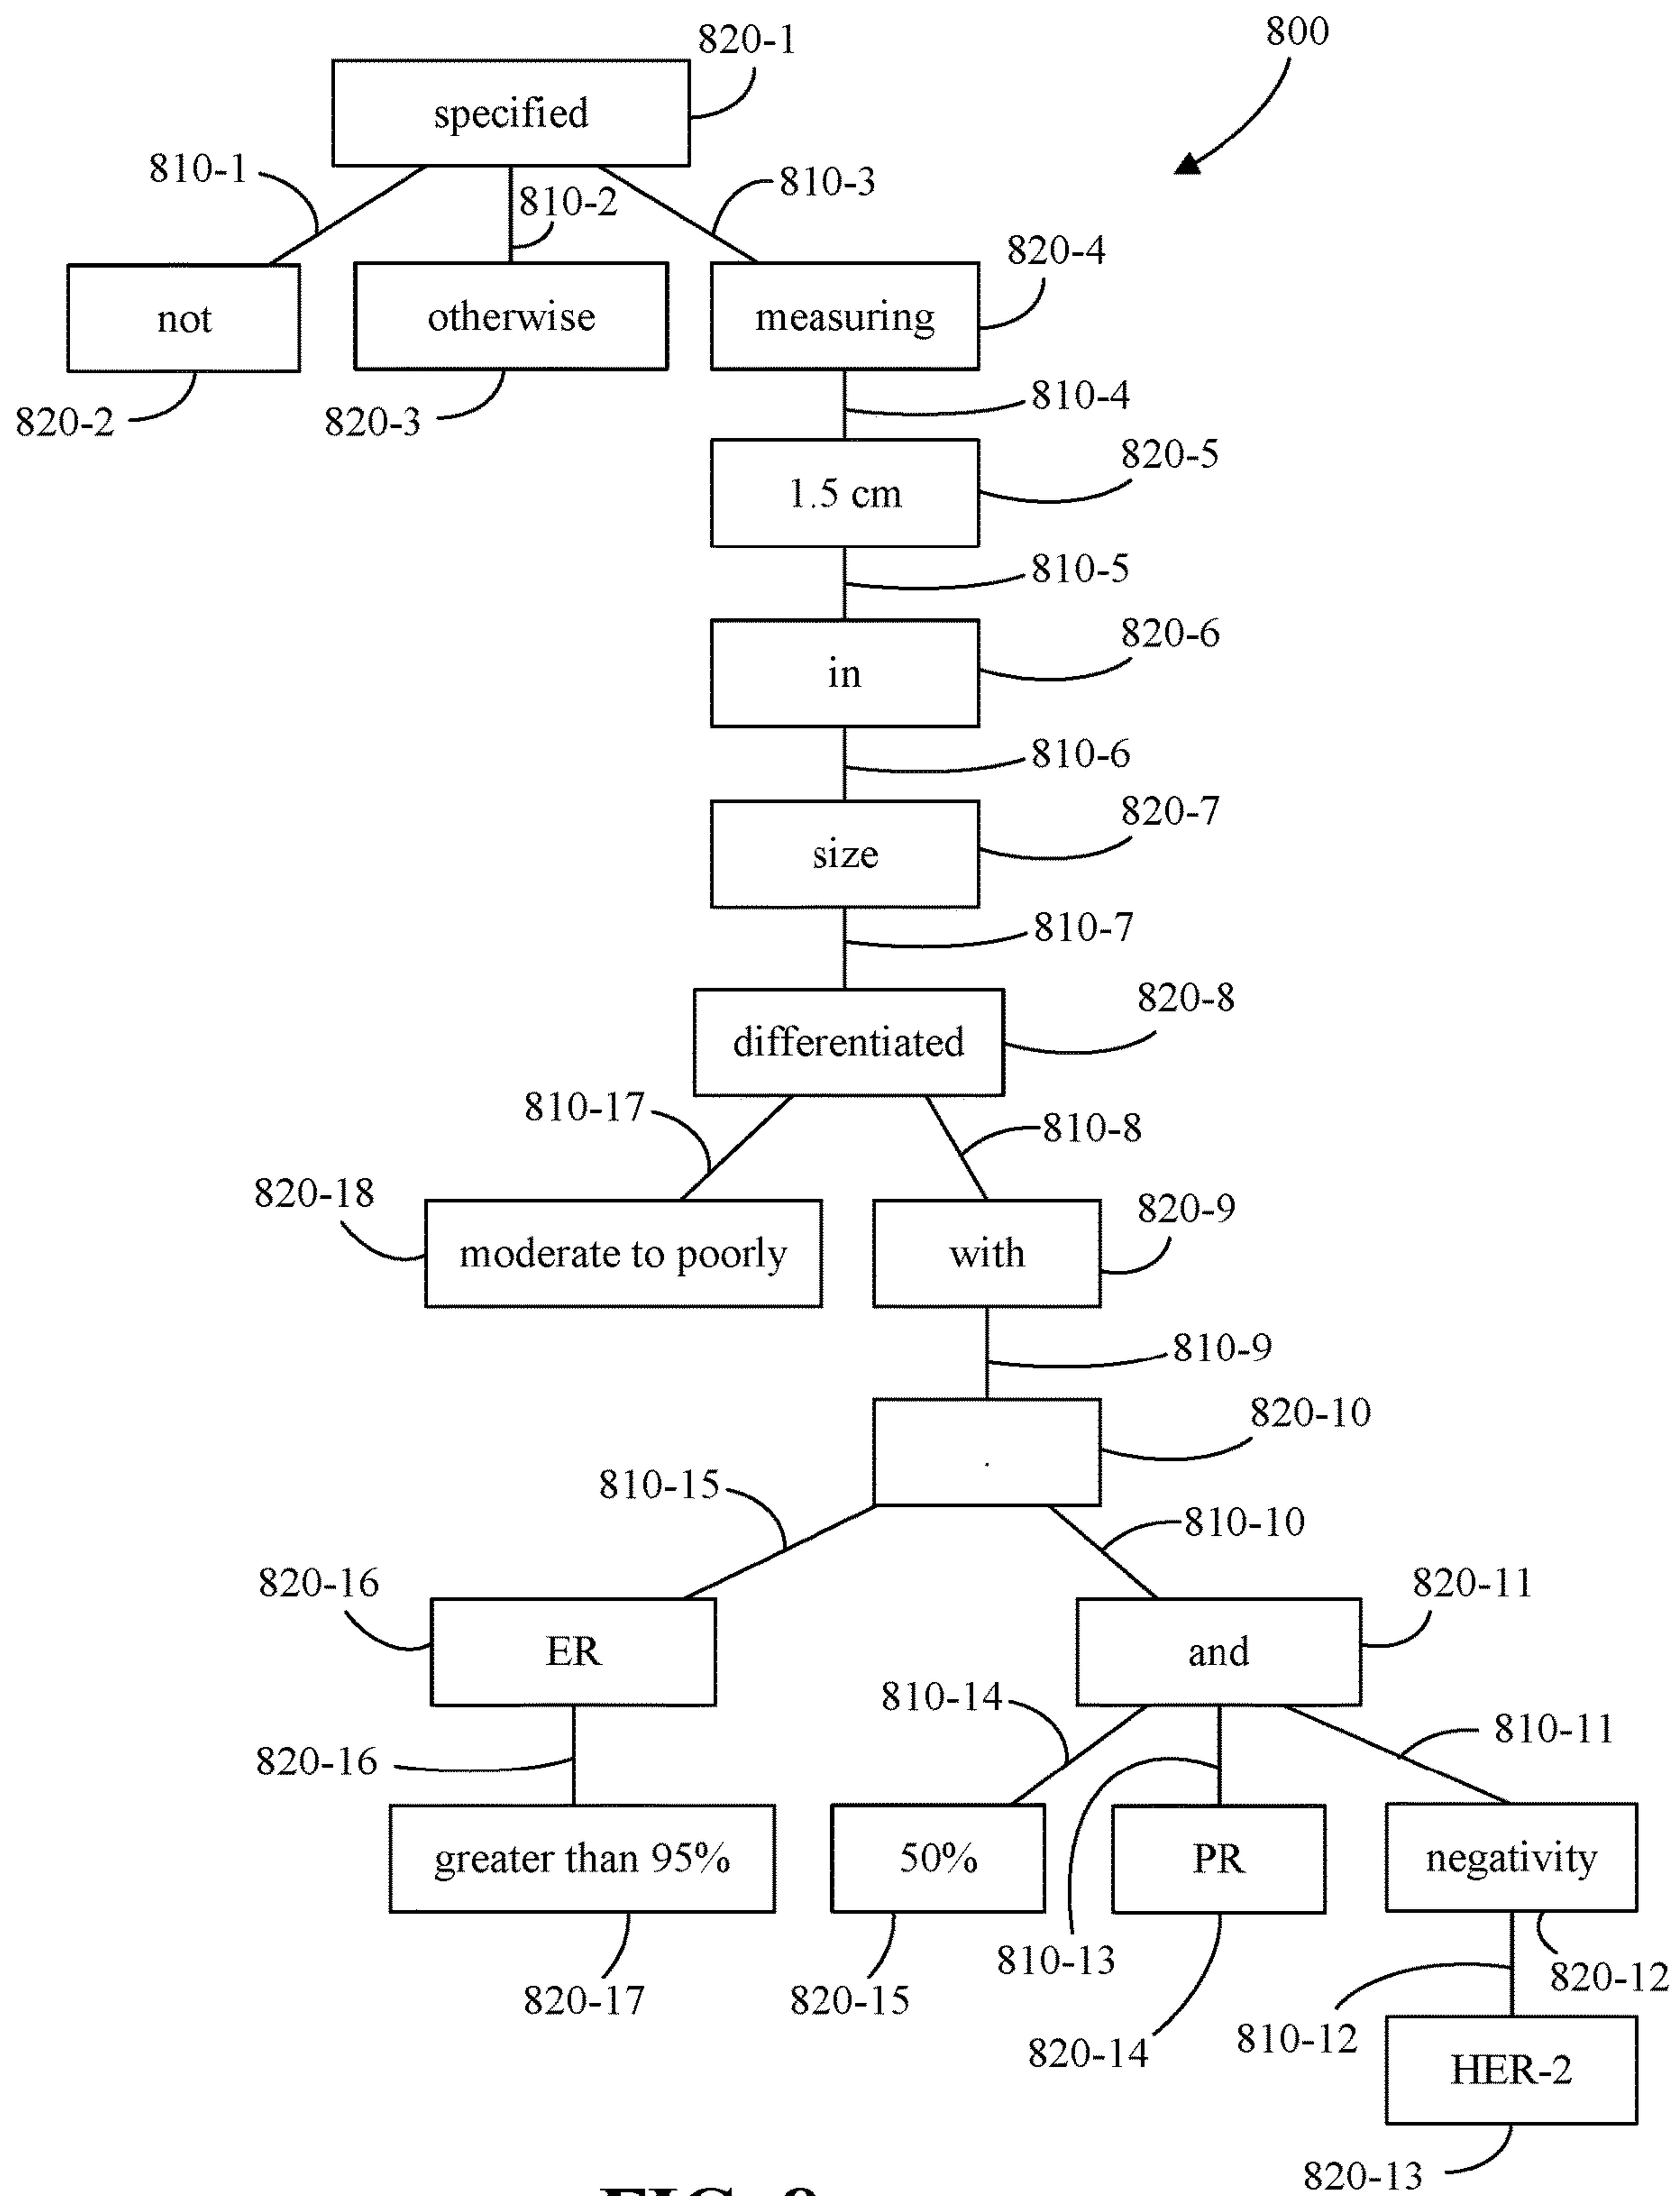 820-1
800
specified
810-1
810-2
810-3
820-4
not
otherwise
measuring
820-2
820-3
810-4
820-5
1.5 cm
810-5
820-6
in
810-6
820-7
size
810-7
820-8
differentiated
810-17
810-8
820-18
820-9
moderate to poorly
with
810-9
820-10
.
810-15
810-10
820-16
820-11
ER
and
810-14
810-11
820-16
greater than 95%
50%
PR
negativity
810-13
820-12
820-17
820-15
820-14
810-12
HER-2
820-13